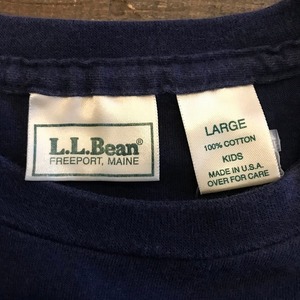 L.L.Bean®
FREEPORT, MAINE
LARGE
100% COTTON
KIDS
MADE IN U.S.A.
OVER FOR CARE